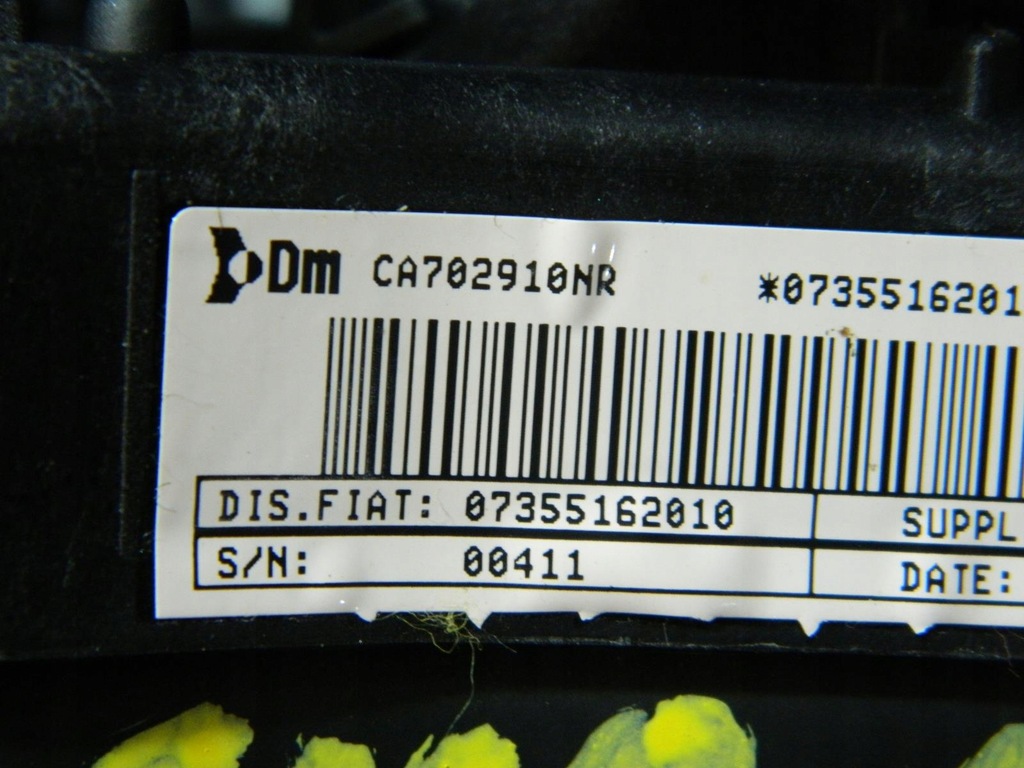 Dm CA702910NR *0735516201
DIS.FIAT: 07355162010 SUPPL
S/N: 00411 DATE: